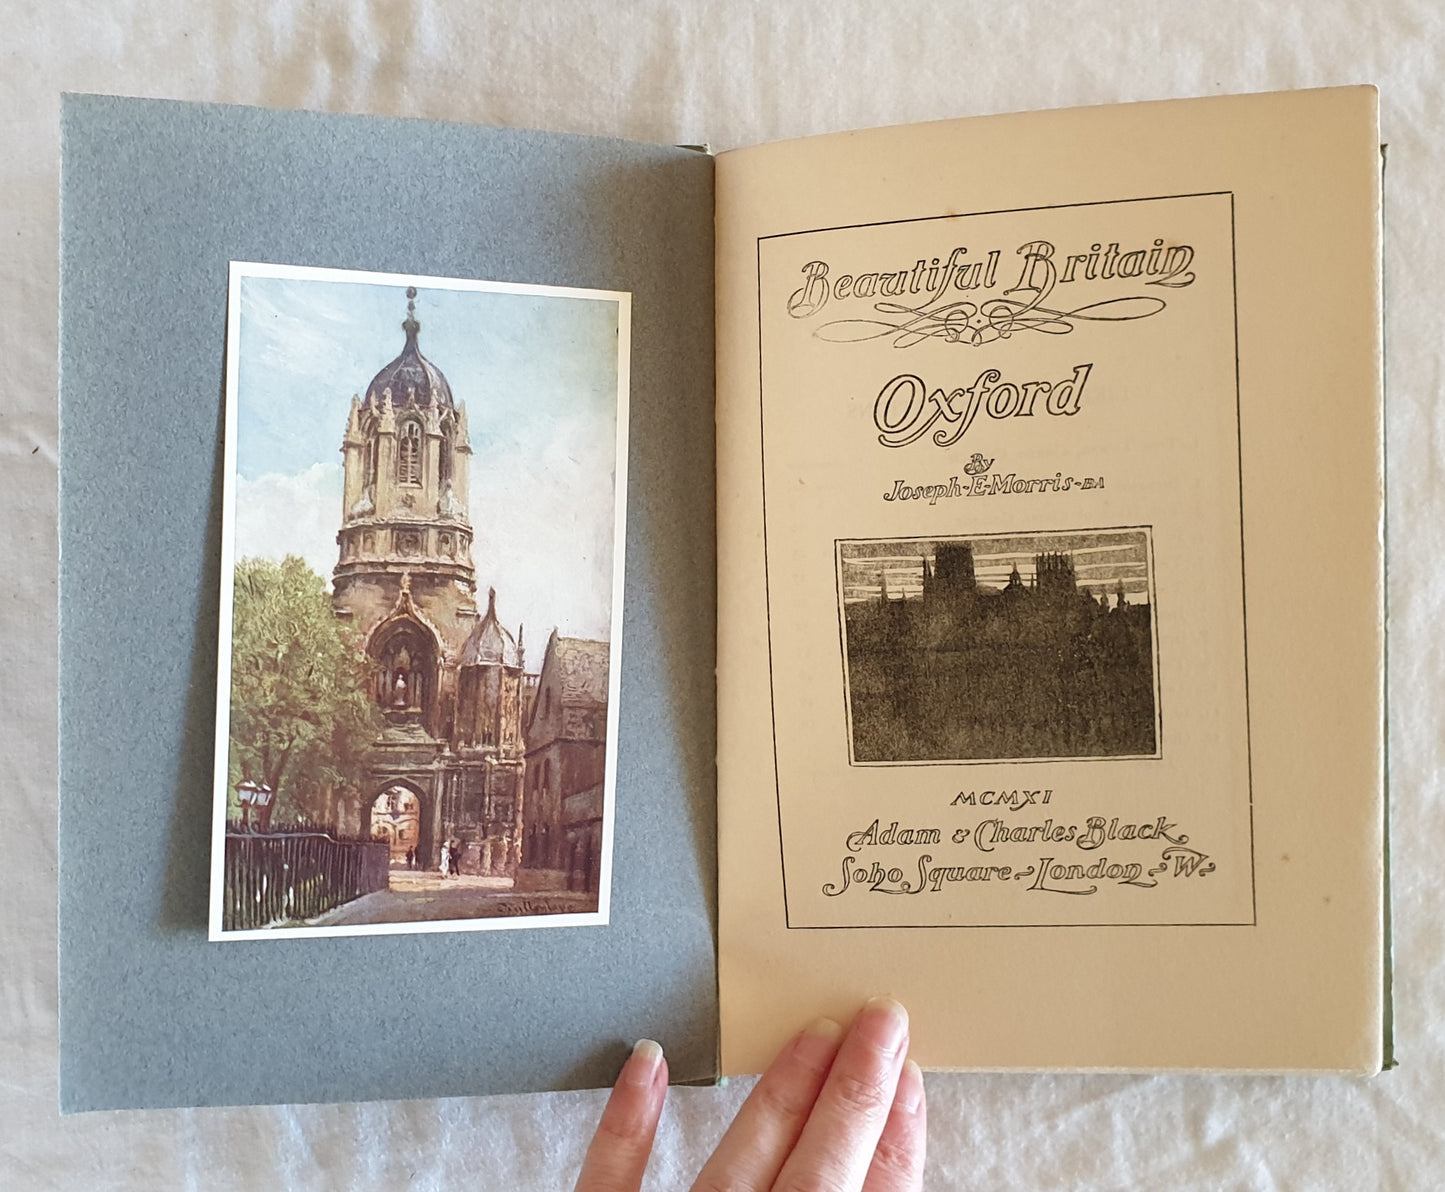 Beautiful Britain
Oxford
By
Joseph-E-Morris-BA
MCMXI
Adam & Charles Black
Soho Square - London - W -